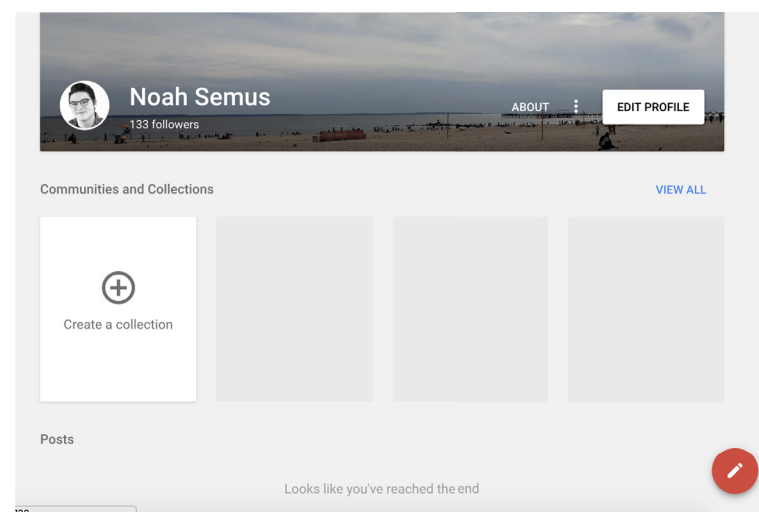 Noah Semus
133 followers
ABOUT
EDIT PROFILE
Communities and Collections
VIEW ALL
Create a collection
Posts
Looks like you've reached the end